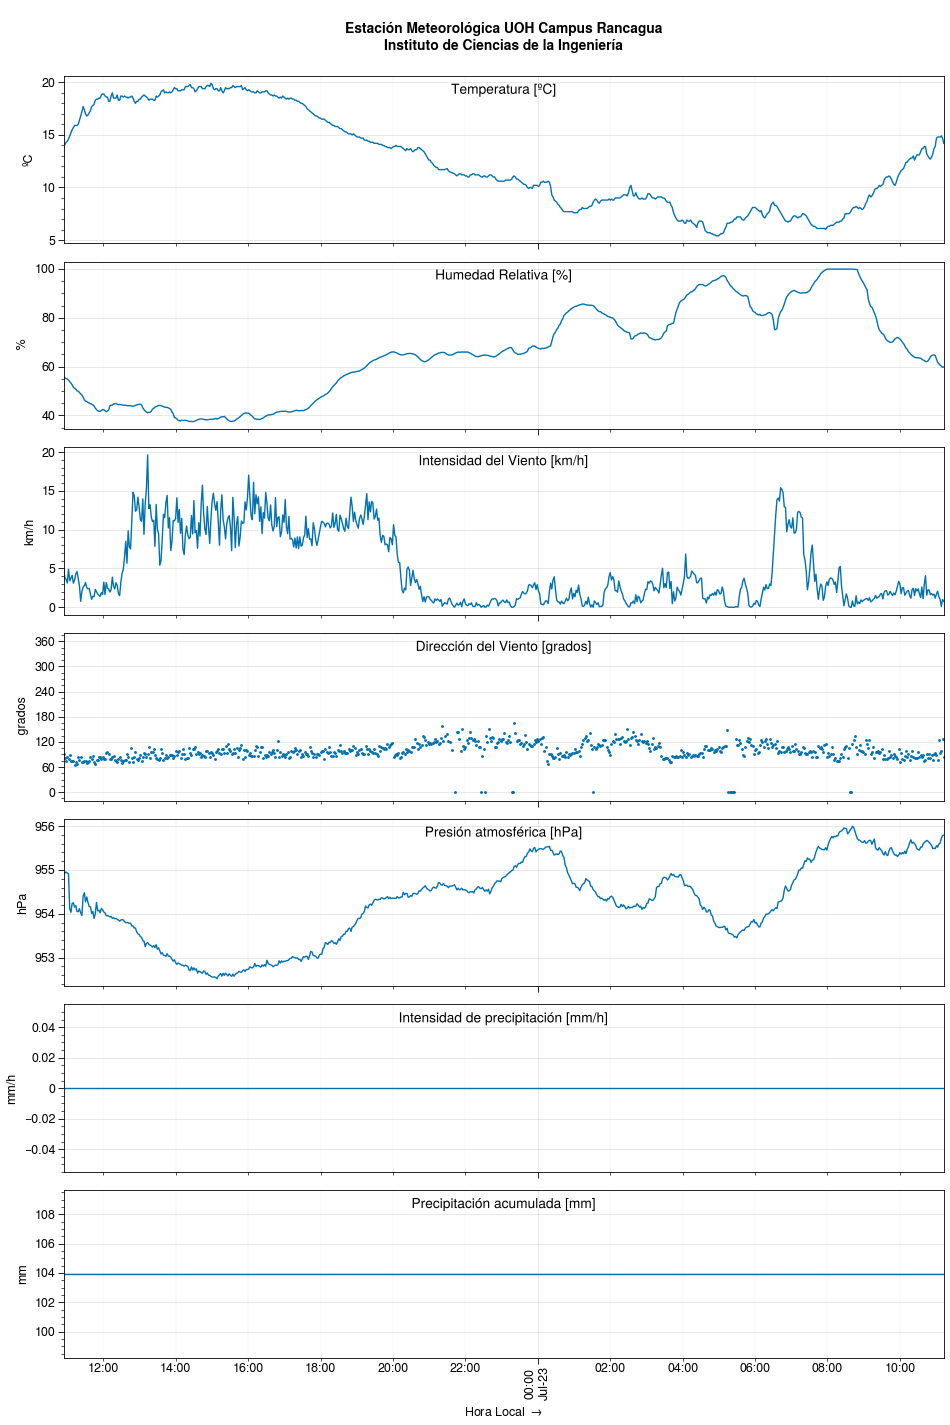 Estación Meteorológica UOH Campus Rancagua
Instituto de Ciencias de la Ingeniería
Temperatura [ºC]
20
15
10
5
ºC
Humedad Relativa [%]
100
80
60
40
%
Intensidad del Viento [km/h]
20
15
10
5
0
km/h
Dirección del Viento [grados]
360
300
240
180
120
60
0
grados
Presión atmosférica [hPa]
956
955
954
953
hPa
Intensidad de precipitación [mm/h]
0.04
0.02
0
−0.02
−0.04
mm/h
Precipitación acumulada [mm]
108
106
104
102
100
mm
12:00 14:00 16:00 18:00 20:00 22:00 00:00 02:00 04:00 06:00 08:00 10:00
Jul-23
Hora Local →